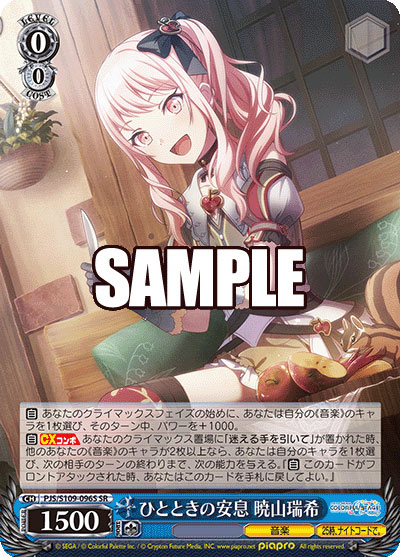 LEVEL
0
0
COST
SAMPLE
自 あなたのクライマックスフェイズの始めに、あなたは自分の《音楽》のキャ
ラを1枚選び、そのターン中、パワーを+1000。
自 CXコンボ あなたのクライマックス置場に「迷える手を引いて」が置かれた時、
他のあなたの《音楽》のキャラが2枚以上なら、あなたは自分のキャラを1枚選
び、次の相手のターンの終わりまで、次の能力を与える。『自 このカードがフ
ロントアタックされた時、あなたはこのカードを手札に戻してよい。』
PJS/S109-096S SR
1500
ひとときの安息 暁山瑞希
COLORFUL STAGE
音楽
25時、ナイトコードで。
© SEGA / © Colorful Palette Inc. / © Crypton Future Media, INC. www.piapro.net piapro All rights reserved.